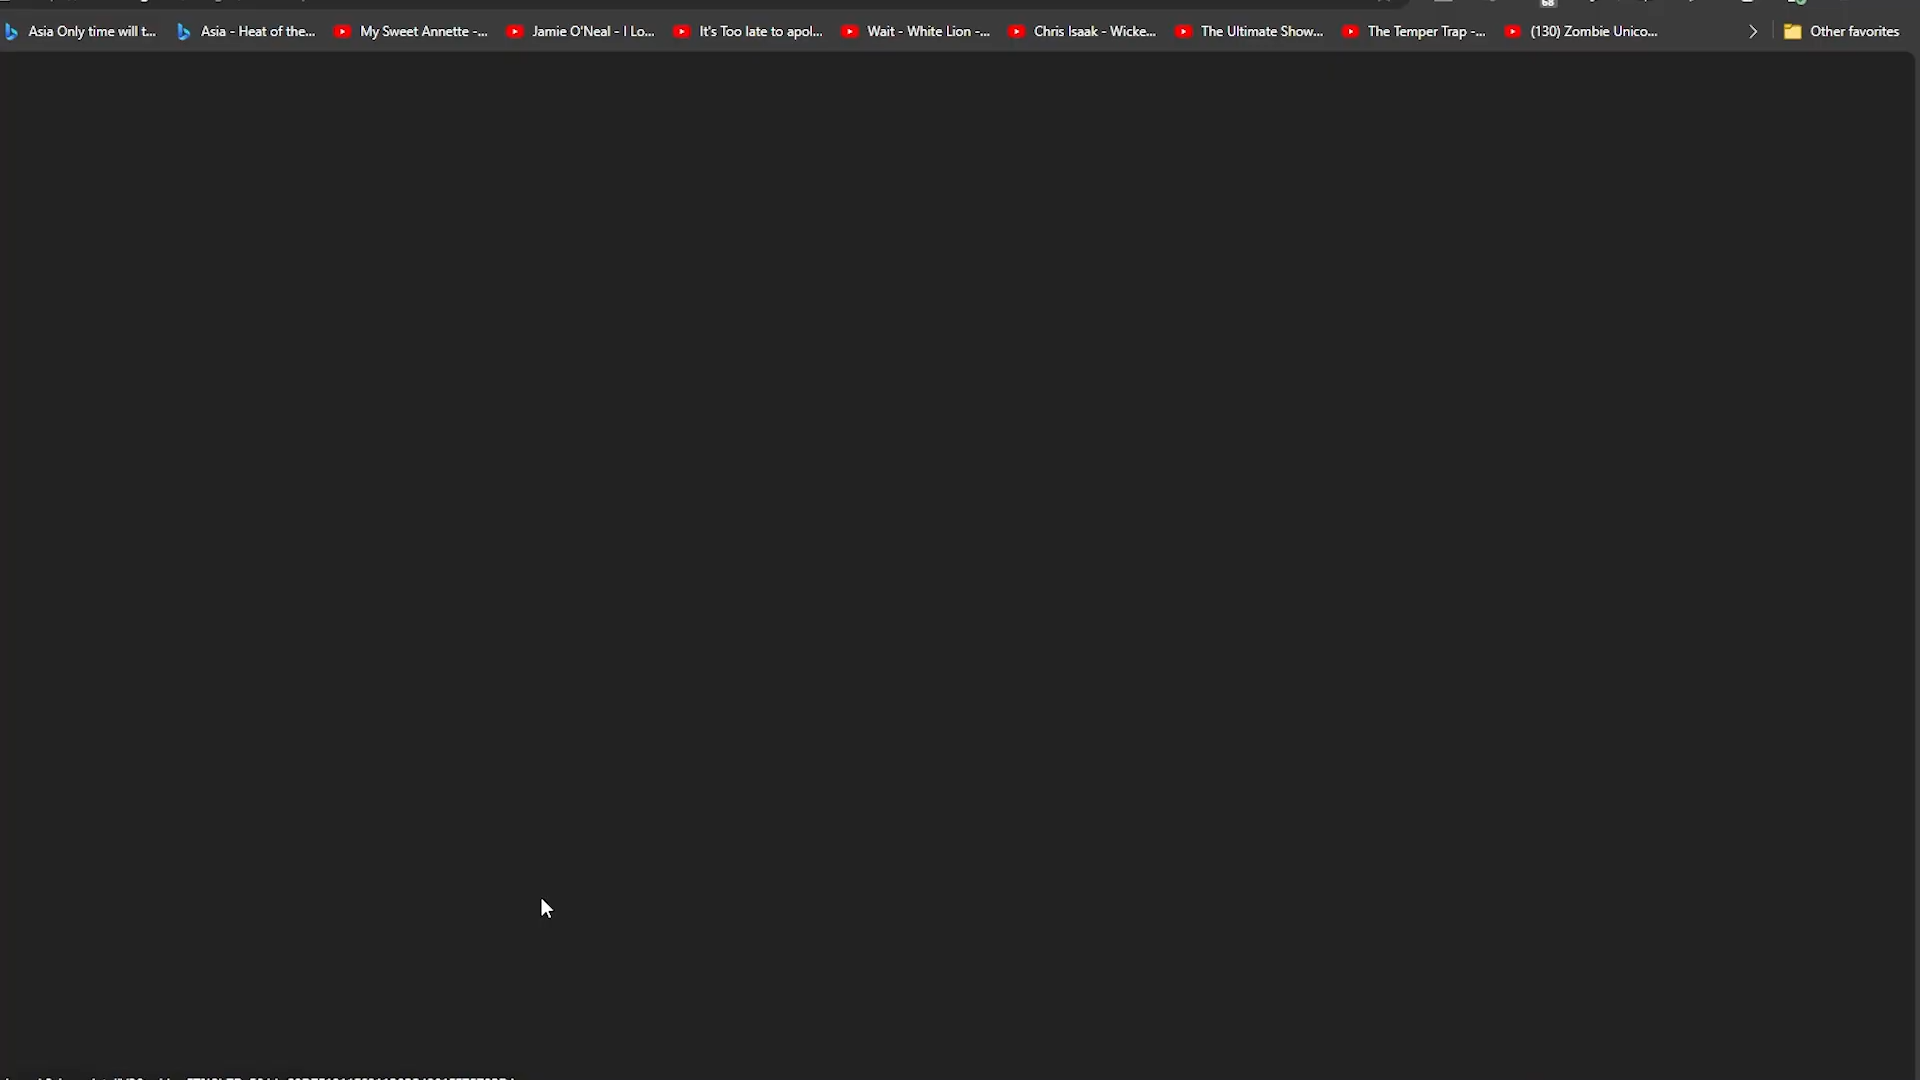 Asia Only time will t... Asia - Heat of the... My Sweet Annette -... Jamie O'Neal - I Lo... It's Too late to apol... Wait - White Lion -... Chris Isaak - Wicke... The Ultimate Show... The Temper Trap -... (130) Zombie Unico... Other favorites